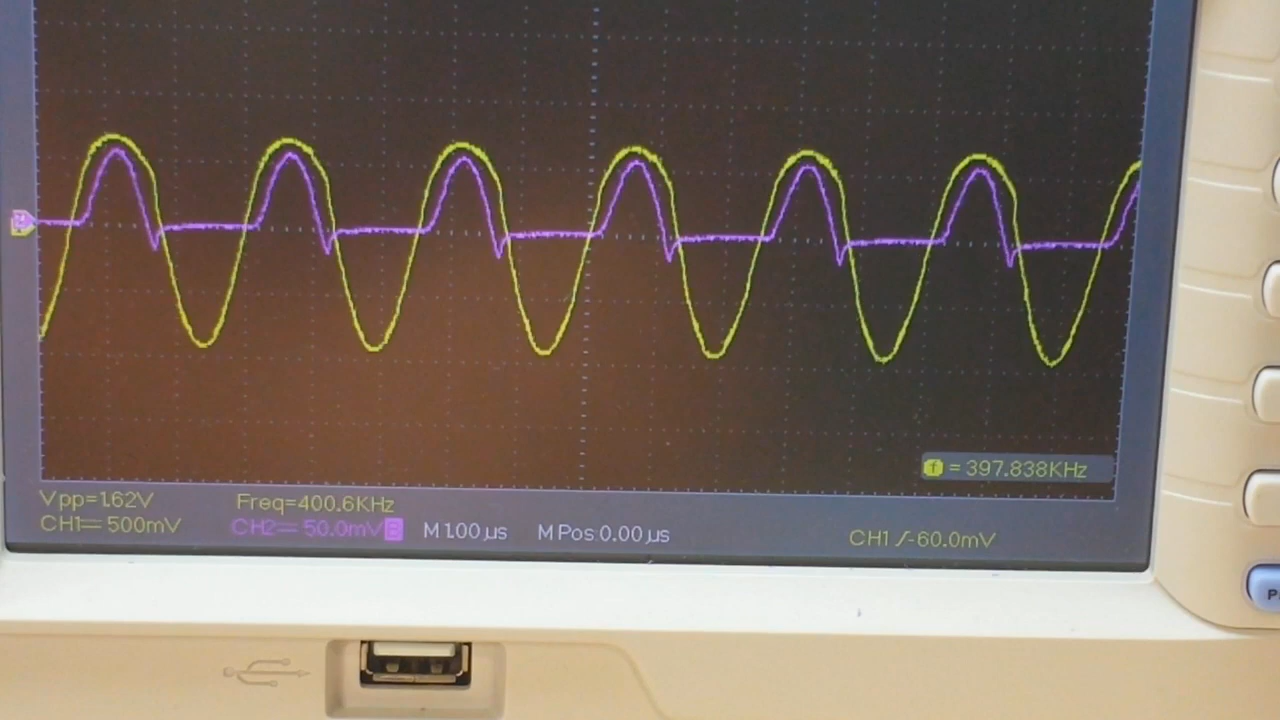 f = 397.838KHz
Vpp=1.62V Freq=400.6KHz
CH1 500mV CH2 50.0mV B M 1.00 µs M Pos:0.00 µs CH1 -60.0mV